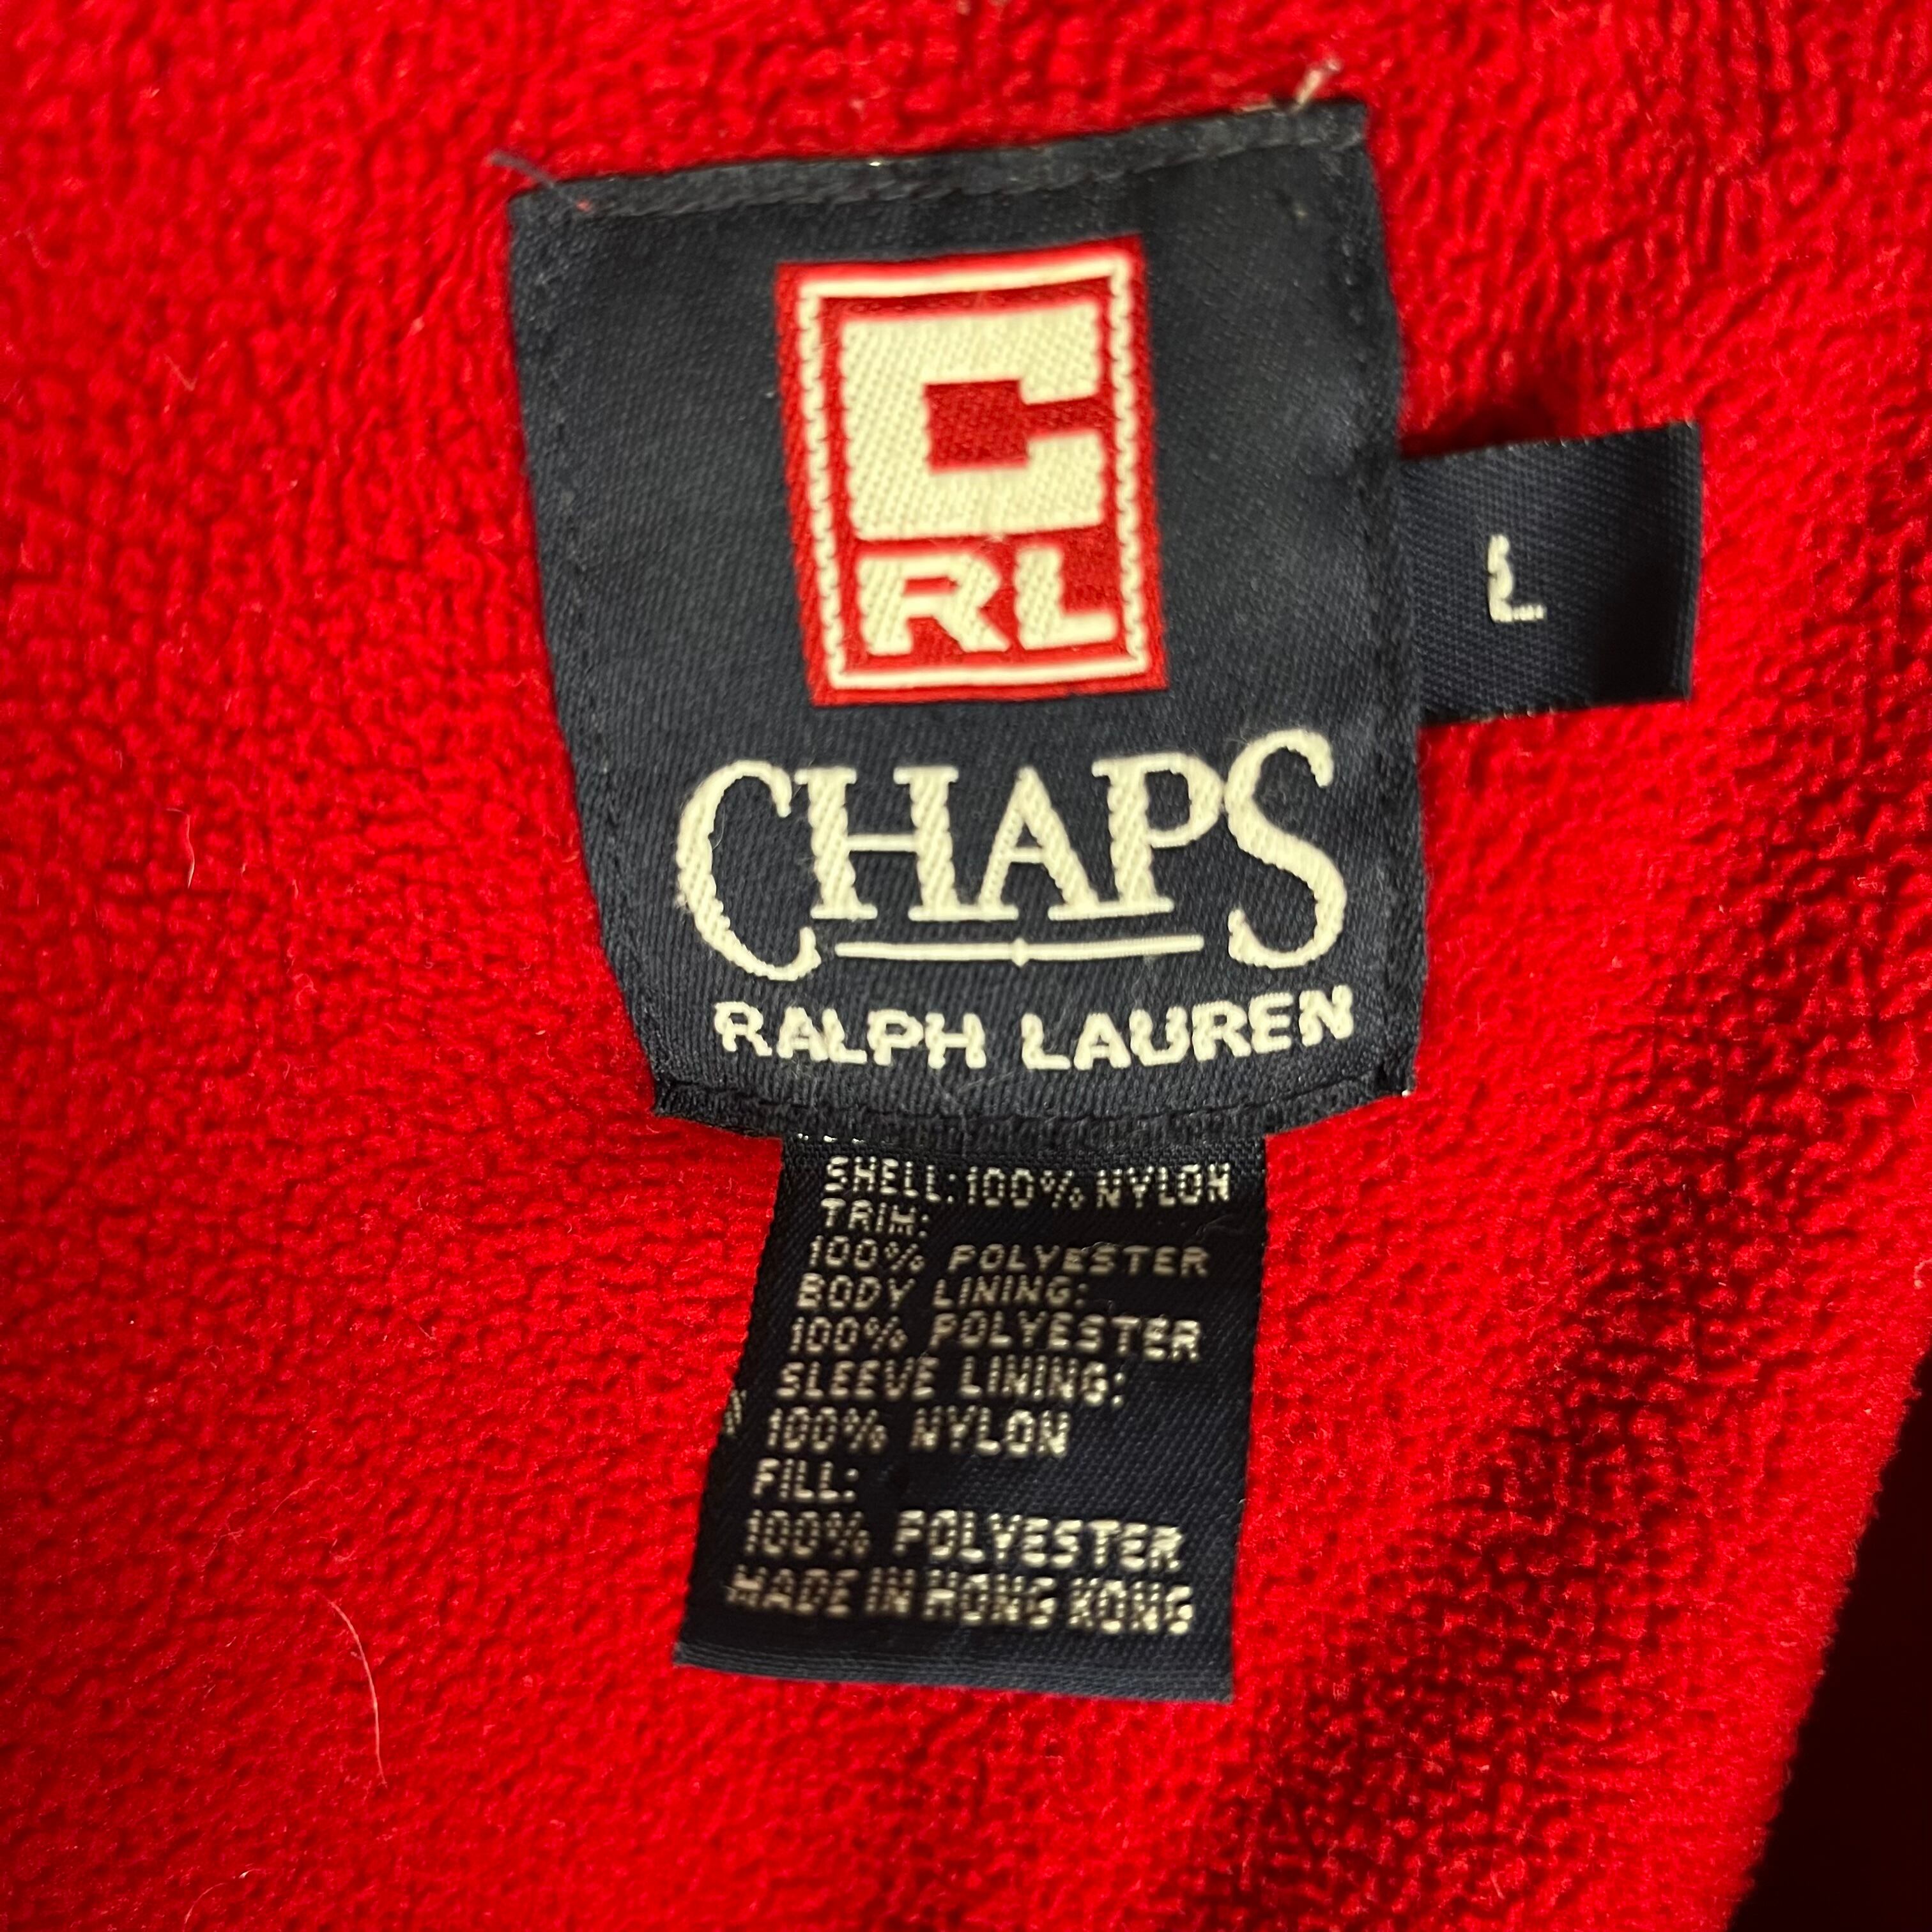 C
RL
CHAPS
RALPH LAUREN
L
SHELL: 100% NYLON
TRIM:
100% POLYESTER
BODY LINING:
100% POLYESTER
SLEEVE LINING:
100% NYLON
FILL:
100% POLYESTER
MADE IN HONG KONG